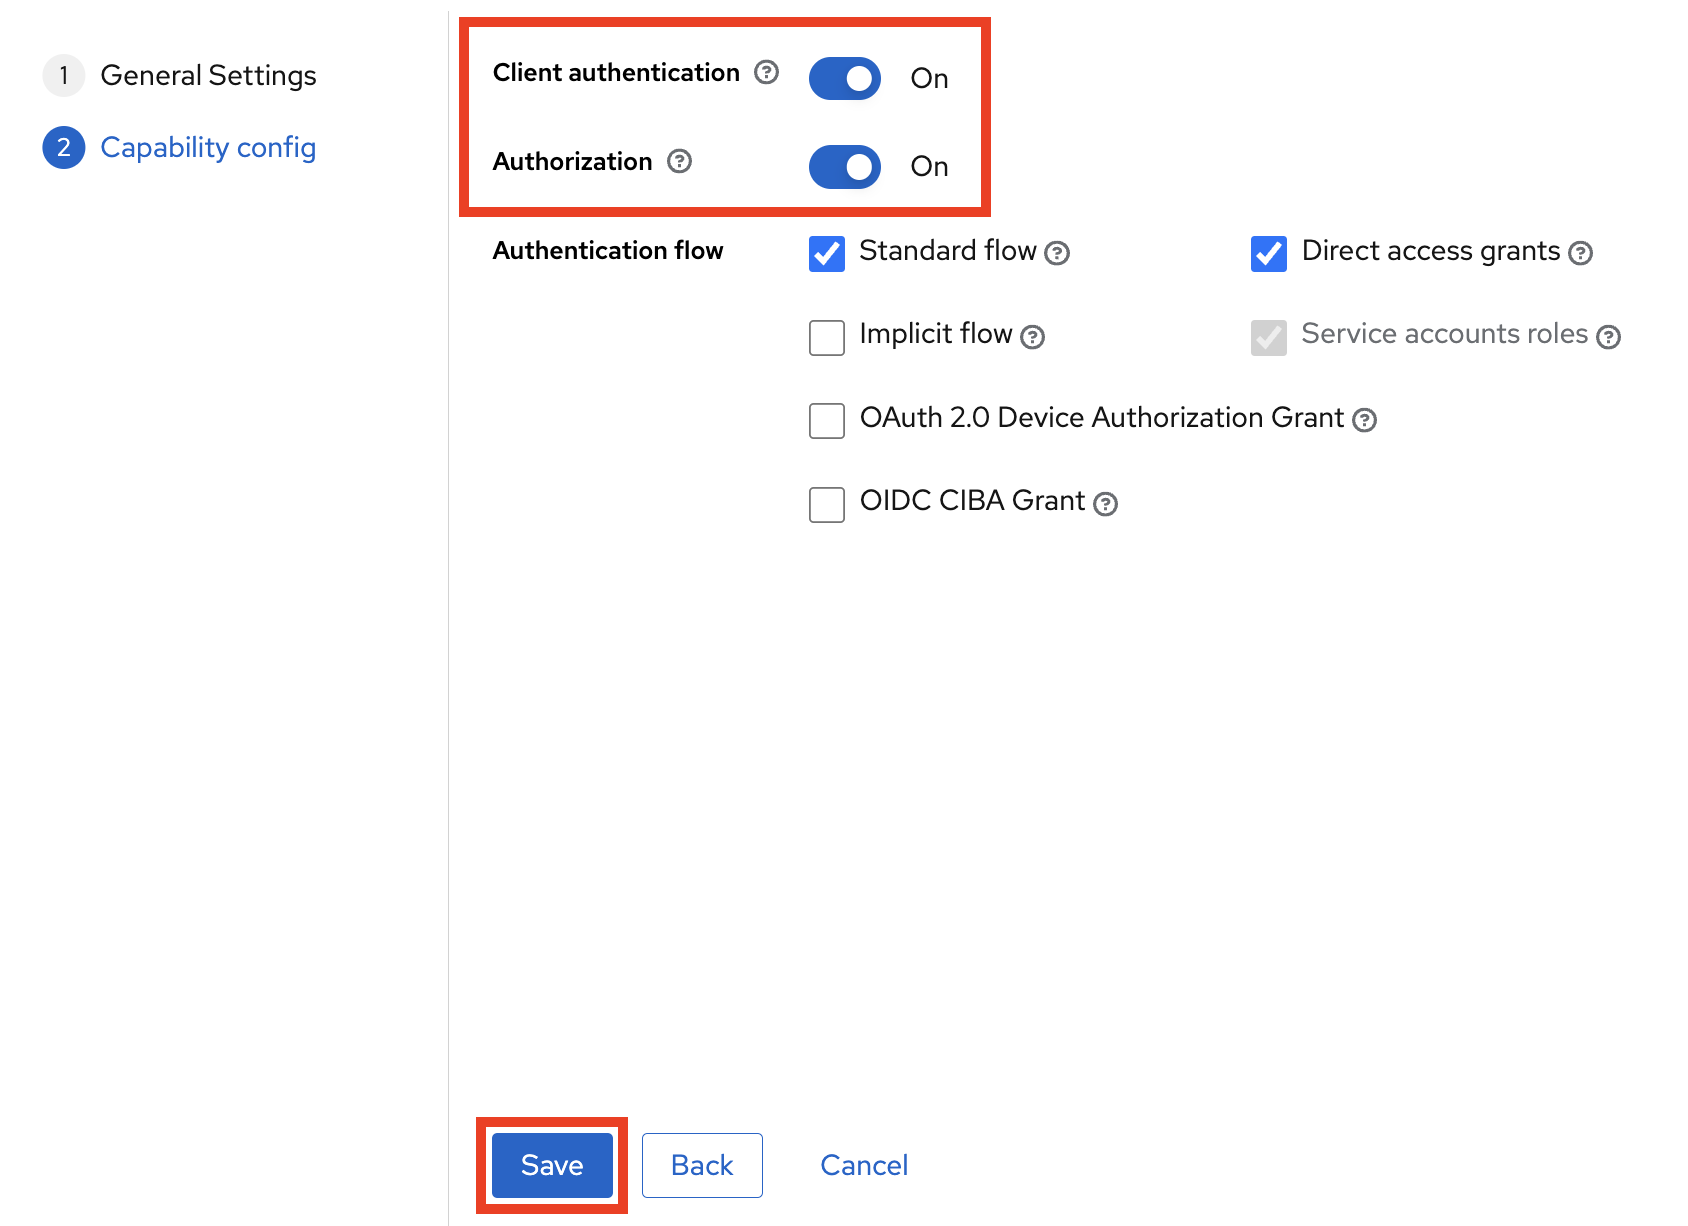 1 General Settings
2 Capability config
Client authentication ? On
Authorization ? On
Authentication flow
Standard flow ? Direct access grants ?
Implicit flow ? Service accounts roles ?
OAuth 2.0 Device Authorization Grant ?
OIDC CIBA Grant ?
Save Back Cancel